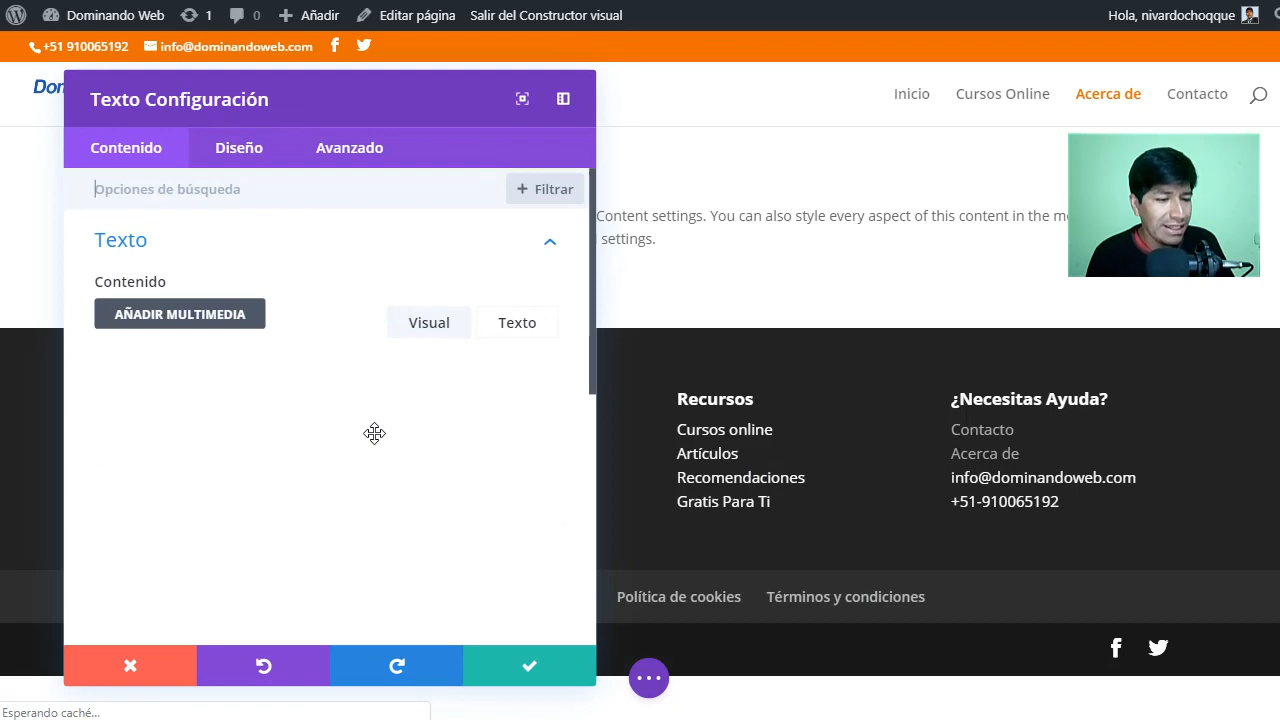 Dominando Web
1
0
Añadir
Editar página
Salir del Constructor visual
Hola, nivardochoqque
+51 910065192
info@dominandoweb.com
Dom
Inicio
Cursos Online
Acerca de
Contacto
Texto Configuración
Contenido
Diseño
Avanzado
Opciones de búsqueda
+ Filtrar
Texto
Contenido
AÑADIR MULTIMEDIA
Visual
Texto
Content settings. You can also style every aspect of this content in the
settings.
Recursos
Cursos online
Artículos
Recomendaciones
Gratis Para Ti
¿Necesitas Ayuda?
Contacto
Acerca de
info@dominandoweb.com
+51-910065192
Política de cookies
Términos y condiciones
Esperando caché...